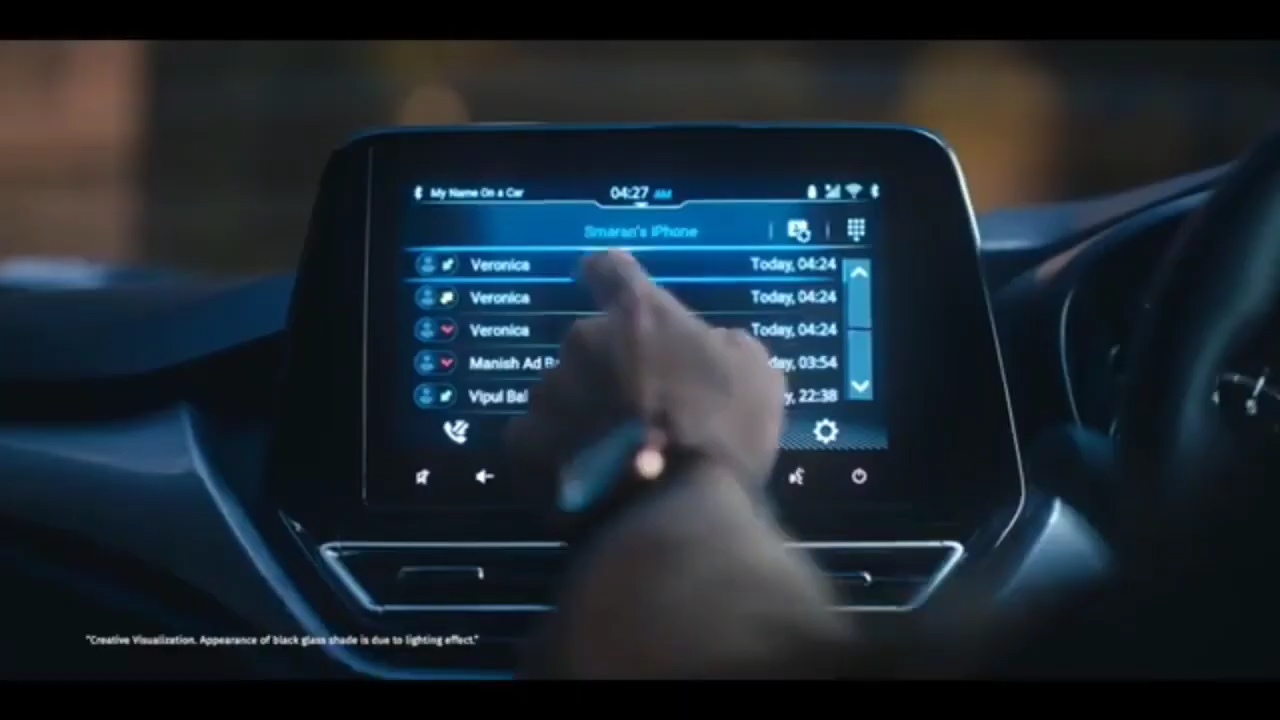 My Name On a Car 04:27 AM
Smaran's iPhone
Veronica Today, 04:24
Veronica Today, 04:24
Veronica Today, 04:24
Manish Ad 03:54
Vipul 22:38
"Creative Visualization. Appearance of black glass shade is due to lighting effect."